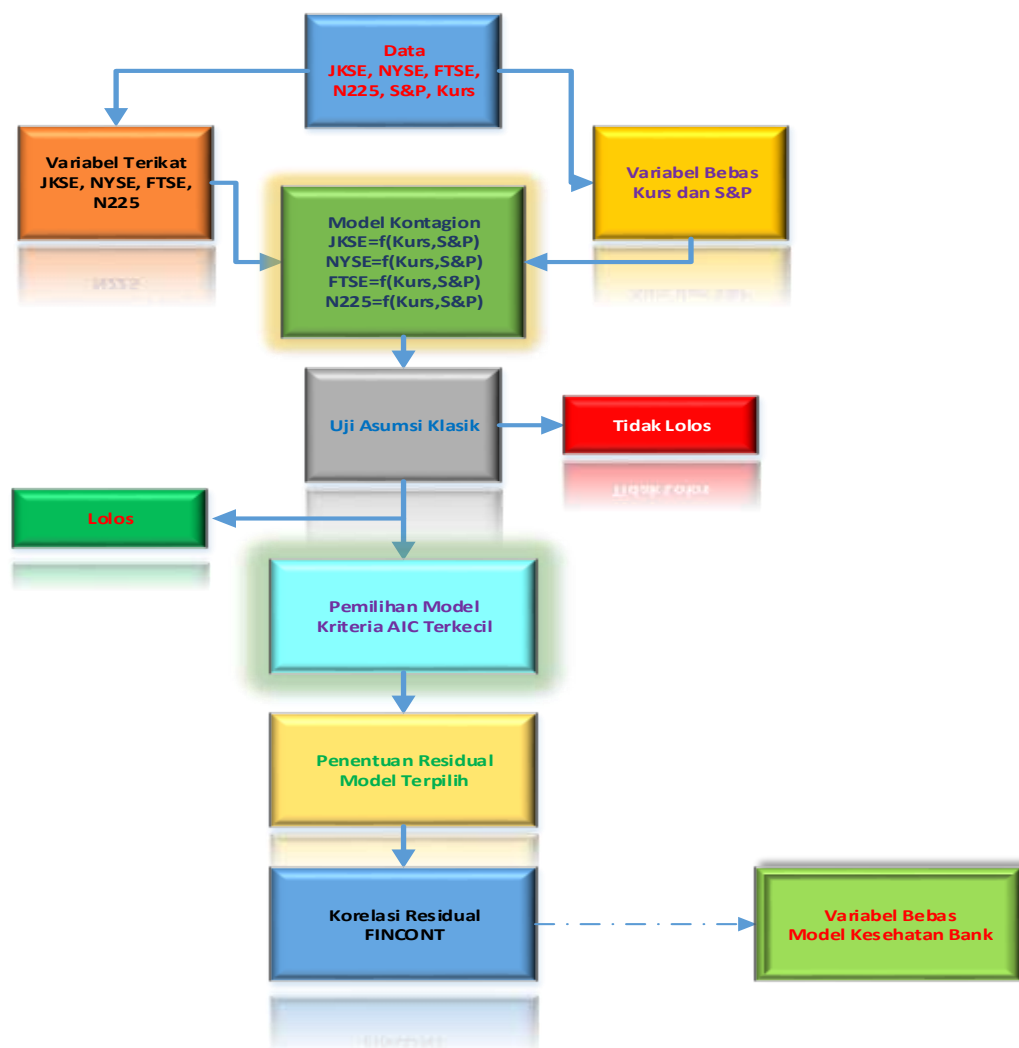 Data
JKSE, NYSE, FTSE,
N225, S&P, Kurs
Variabel Terikat
JKSE, NYSE, FTSE,
N225
Variabel Bebas
Kurs dan S&P
Model Kontagion
JKSE=f(Kurs,S&P)
NYSE=f(Kurs,S&P)
FTSE=f(Kurs,S&P)
N225=f(Kurs,S&P)
Uji Asumsi Klasik
Tidak Lolos
Lolos
Pemilihan Model
Kriteria AIC Terkecil
Penentuan Residual
Model Terpilih
Korelasi Residual
FINCONT
Variabel Bebas
Model Kesehatan Bank